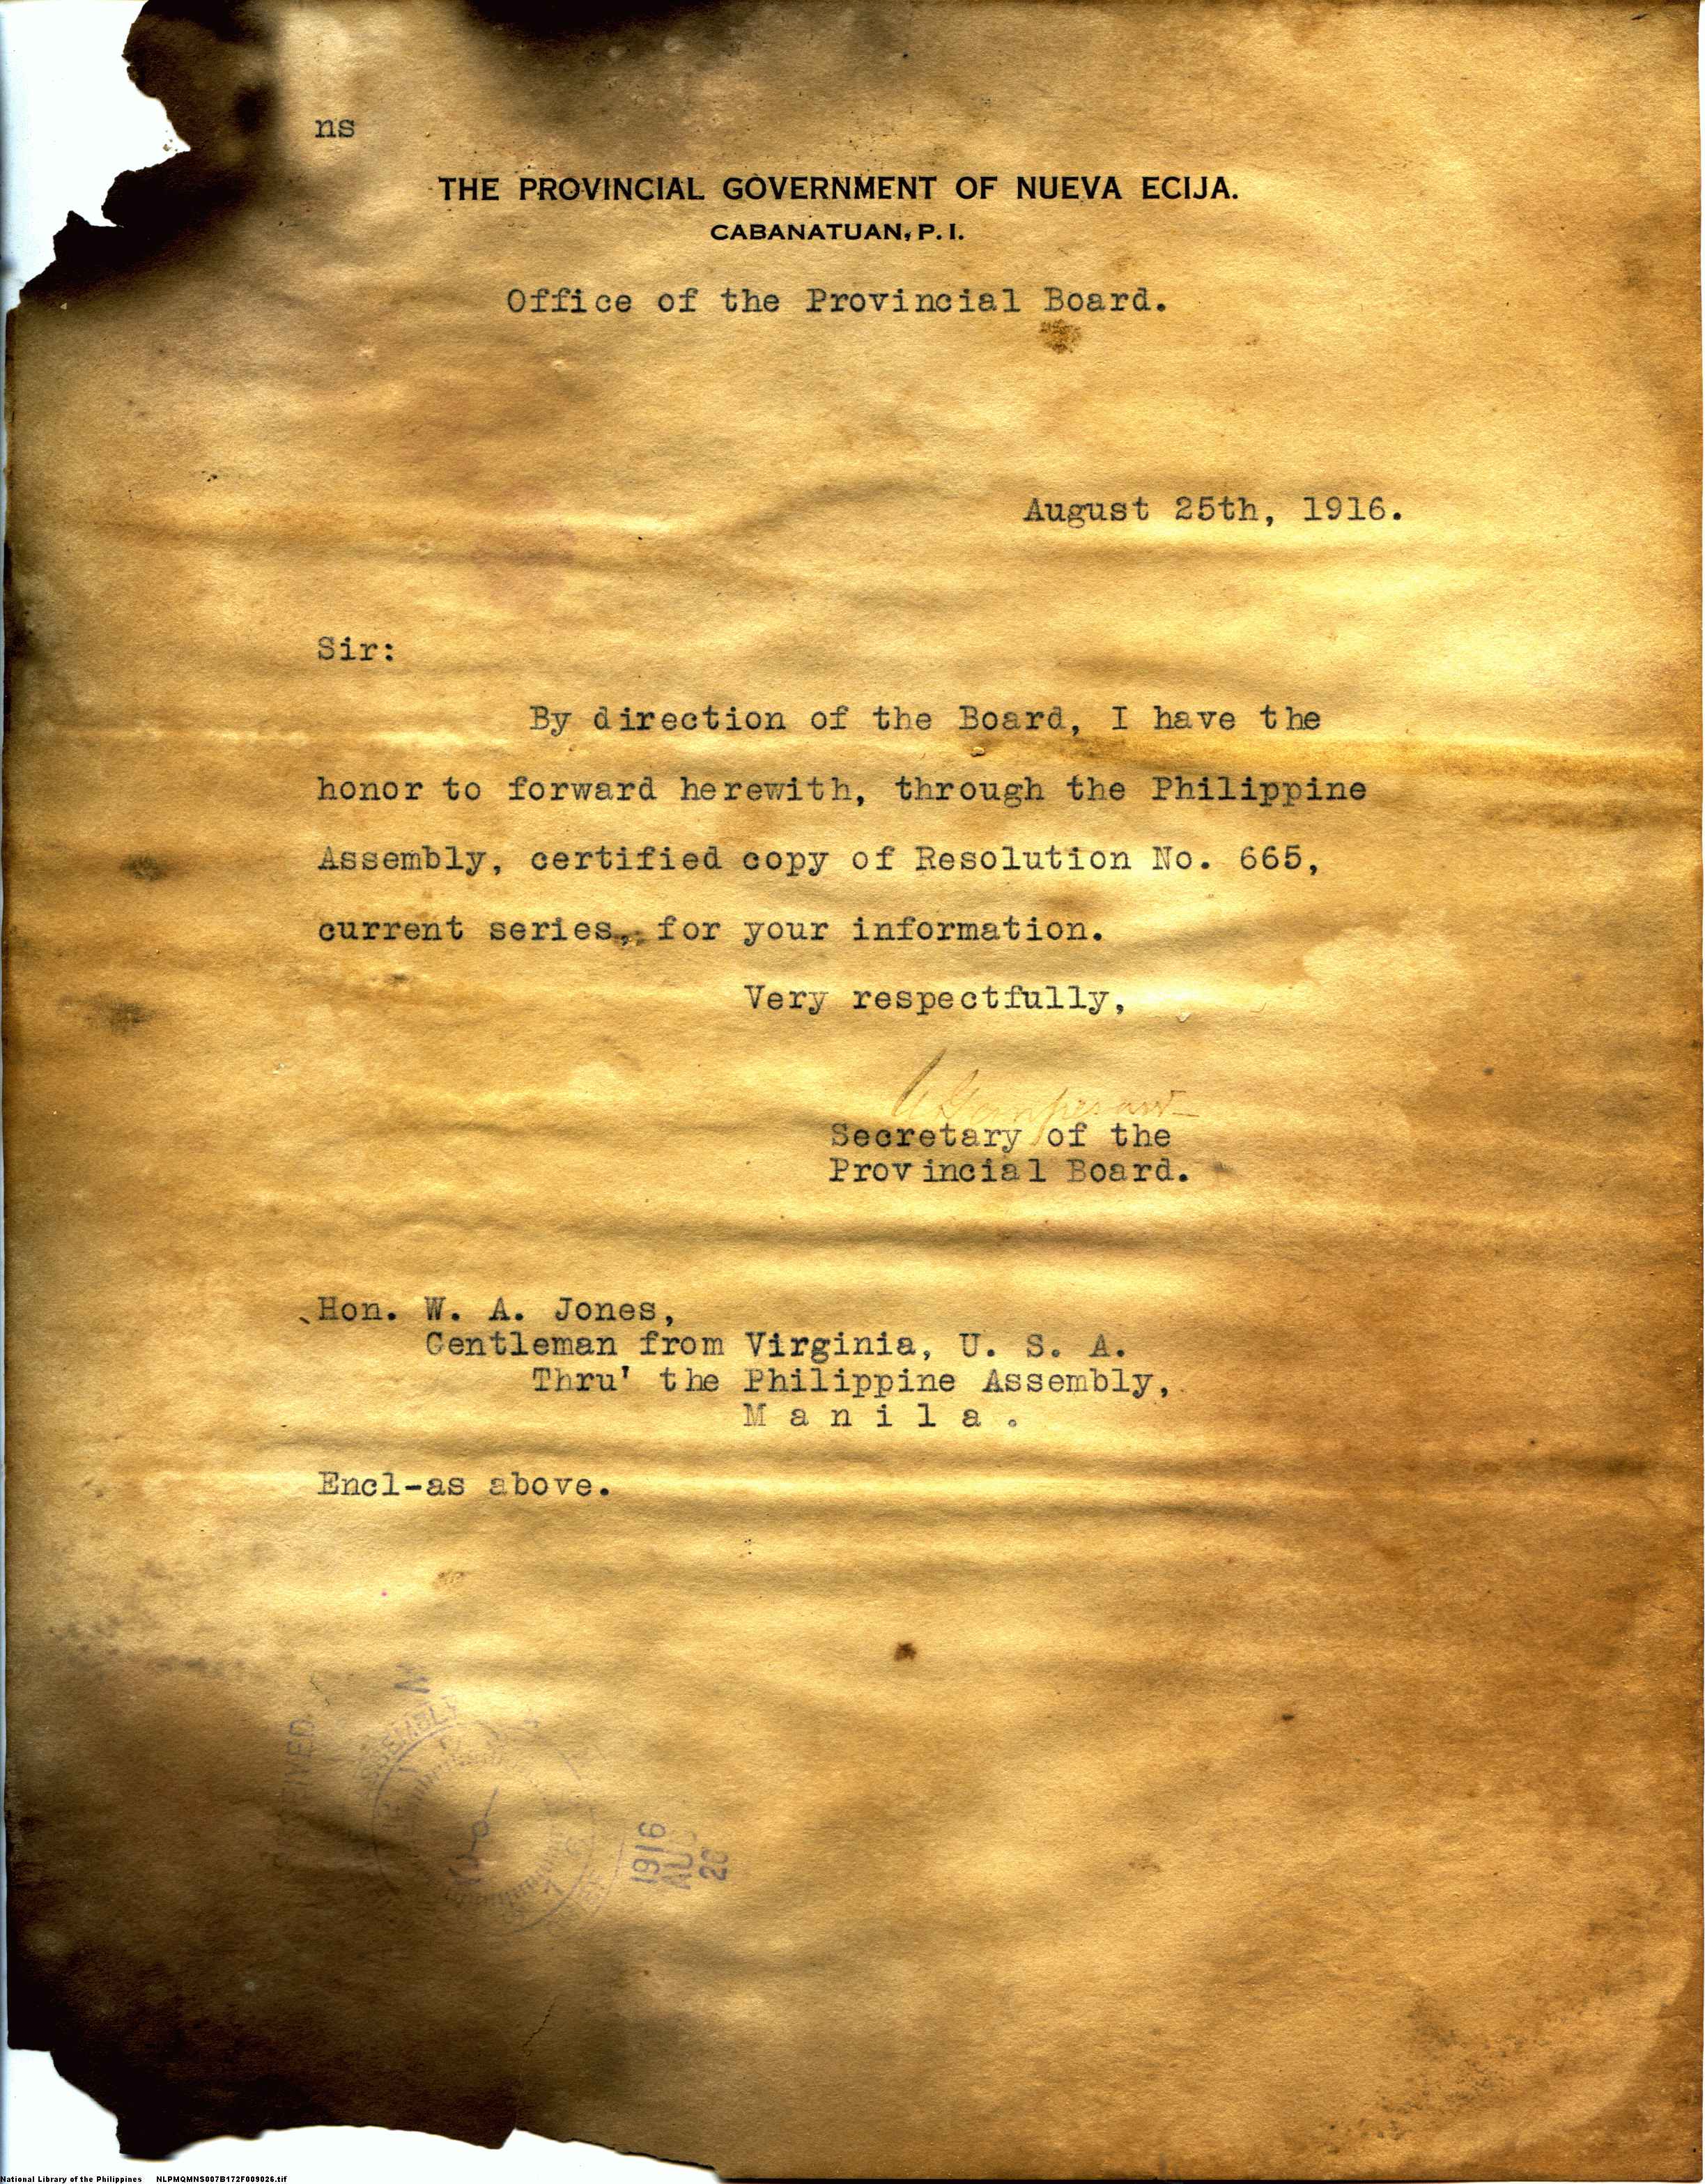 ns
THE PROVINCIAL GOVERNMENT OF NUEVA ECIJA.
CABANATUAN, P. I.
Office of the Provincial Board.
August 25th, 1916.
Sir:
By direction of the Board, I have the
honor to forward herewith, through the Philippine
Assembly, certified copy of Resolution No. 665,
current series, for your information.
Very respectfully,
Secretary of the
Provincial Board.
Hon. W. A. Jones,
Gentleman from Virginia, U. S. A.
Thru' the Philippine Assembly,
M a n i l a .
Encl-as above.
EIVED
ASSEMBLY
1916
AUG
National Library of the Philippines NLPMQMNS007B172F009026.tif